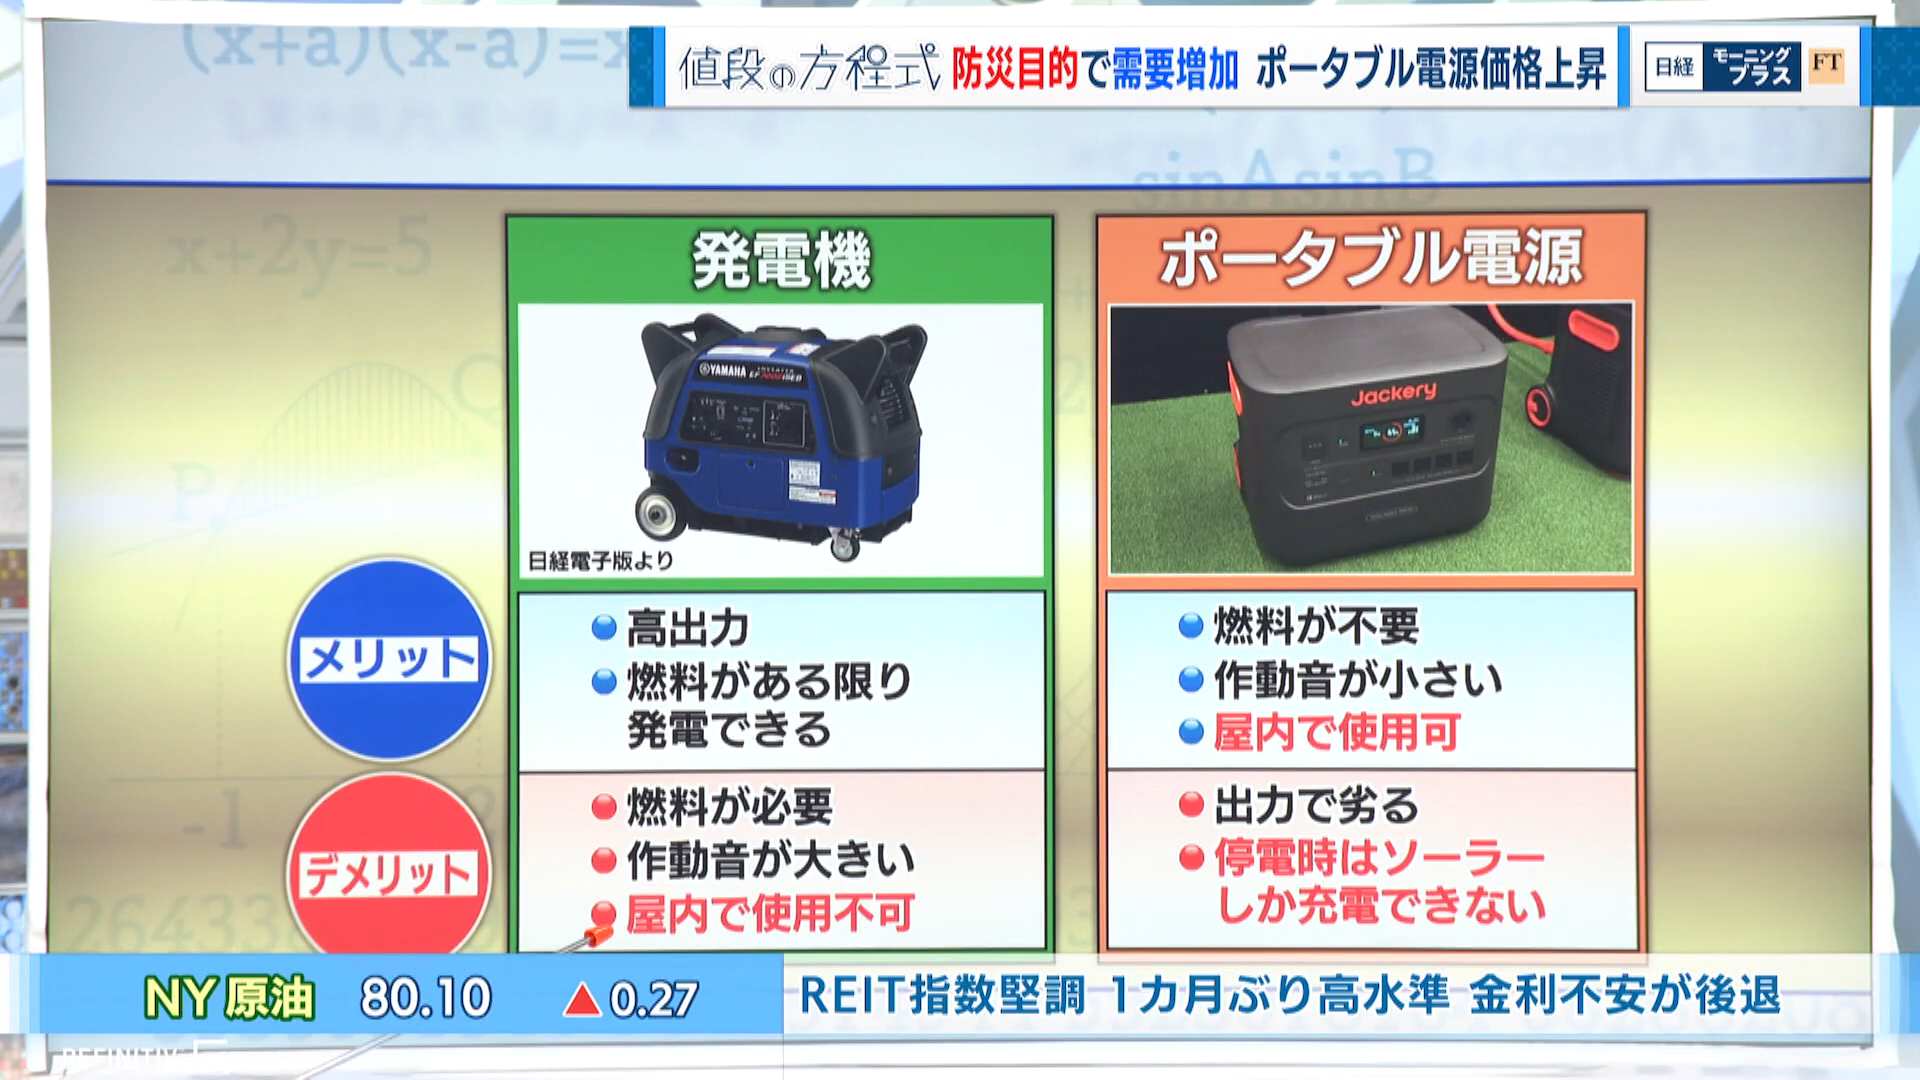 (x+a)(x-a)=x
値段の方程式 防災目的で需要増加 ポータブル電源価格上昇
日経 モーニングプラス FT
sinAsinB
x+2y=5
発電機
YAMAHA
日経電子版より
ポータブル電源
Jackery
メリット
高出力
燃料がある限り
発電できる
燃料が不要
作動音が小さい
屋内で使用可
デメリット
燃料が必要
作動音が大きい
屋内で使用不可
出力で劣る
停電時はソーラー
しか充電できない
NY原油 80.10 ▲0.27
REIT指数堅調 1カ月ぶり高水準 金利不安が後退
REFINITIV